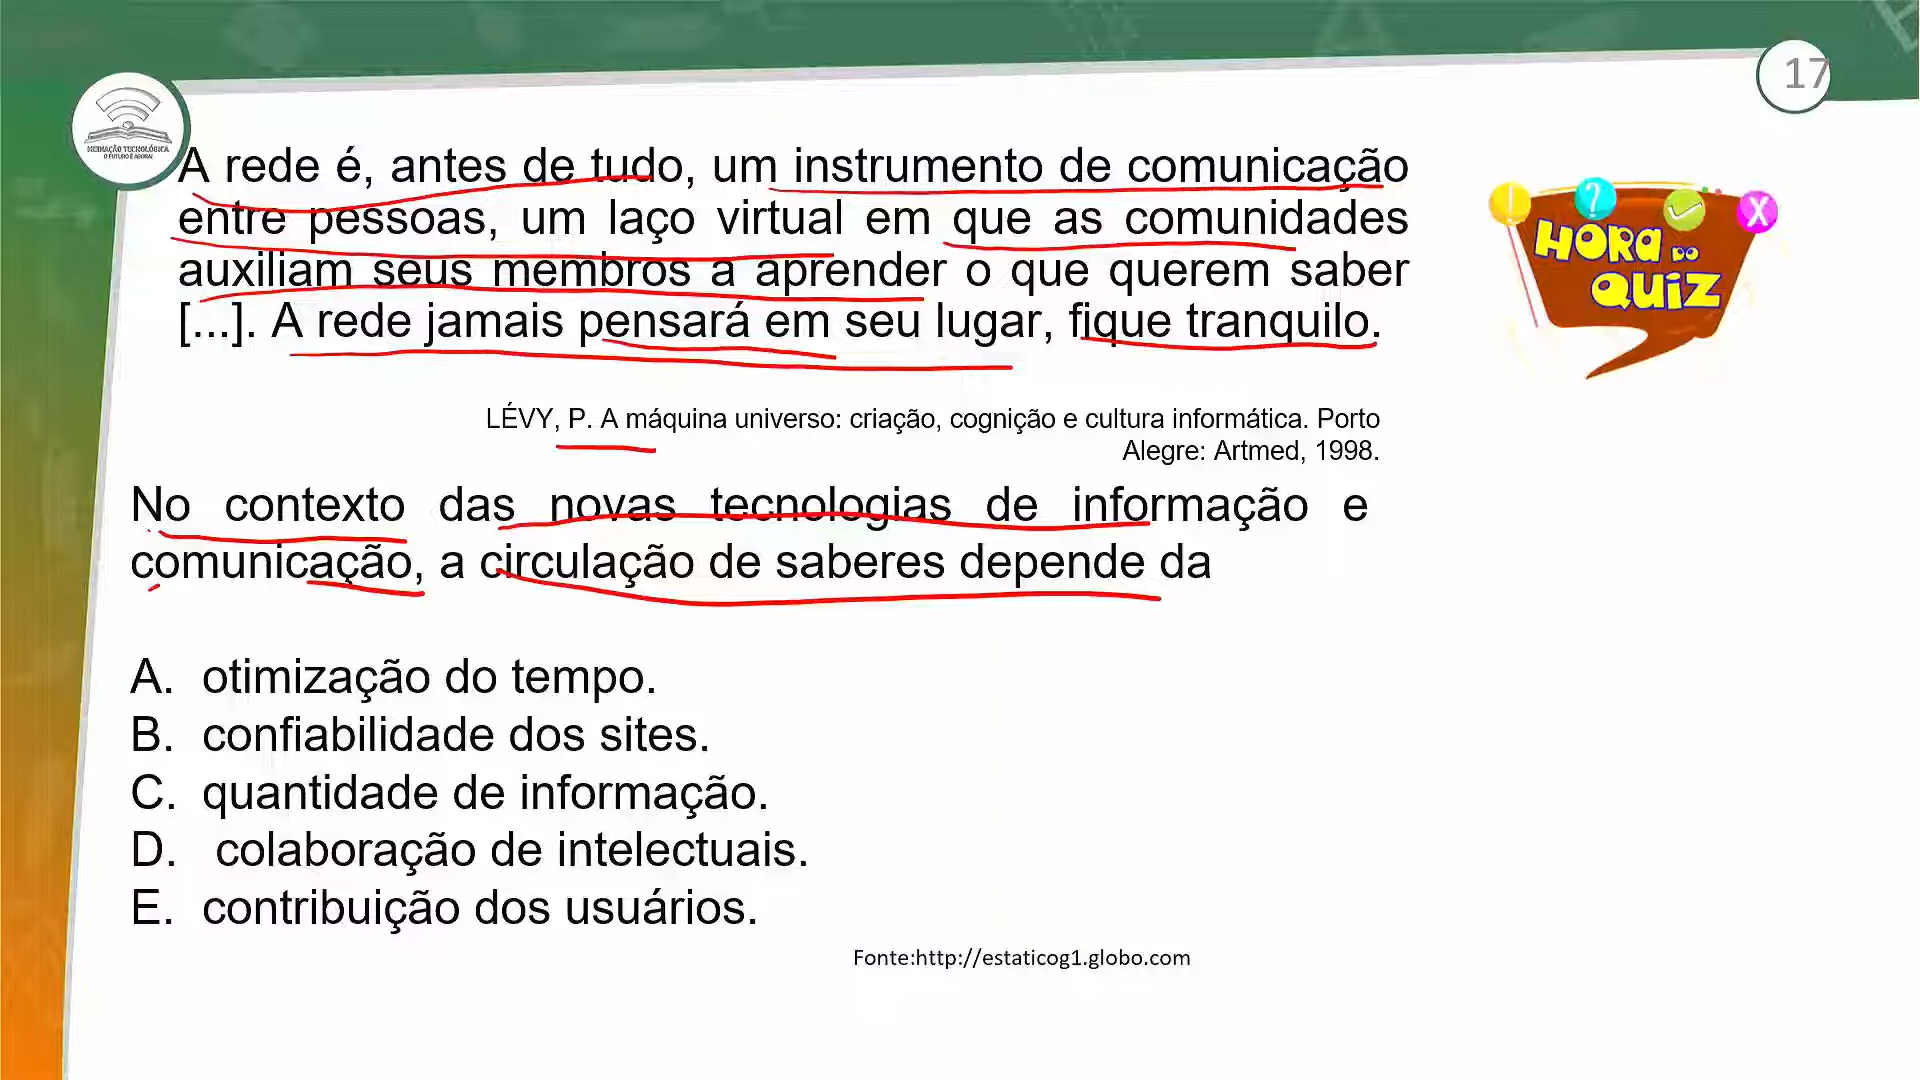 17
MEDIAÇÃO TECNOLÓGICA
O FUTURO É AGORA!
A rede é, antes de tudo, um instrumento de comunicação
entre pessoas, um laço virtual em que as comunidades
auxiliam seus membros a aprender o que querem saber
[...]. A rede jamais pensará em seu lugar, fique tranquilo.
HORA DO
QUIZ
LÉVY, P. A máquina universo: criação, cognição e cultura informática. Porto
Alegre: Artmed, 1998.
No contexto das novas tecnologias de informação e
comunicação, a circulação de saberes depende da
A. otimização do tempo.
B. confiabilidade dos sites.
C. quantidade de informação.
D. colaboração de intelectuais.
E. contribuição dos usuários.
Fonte:http://estaticog1.globo.com